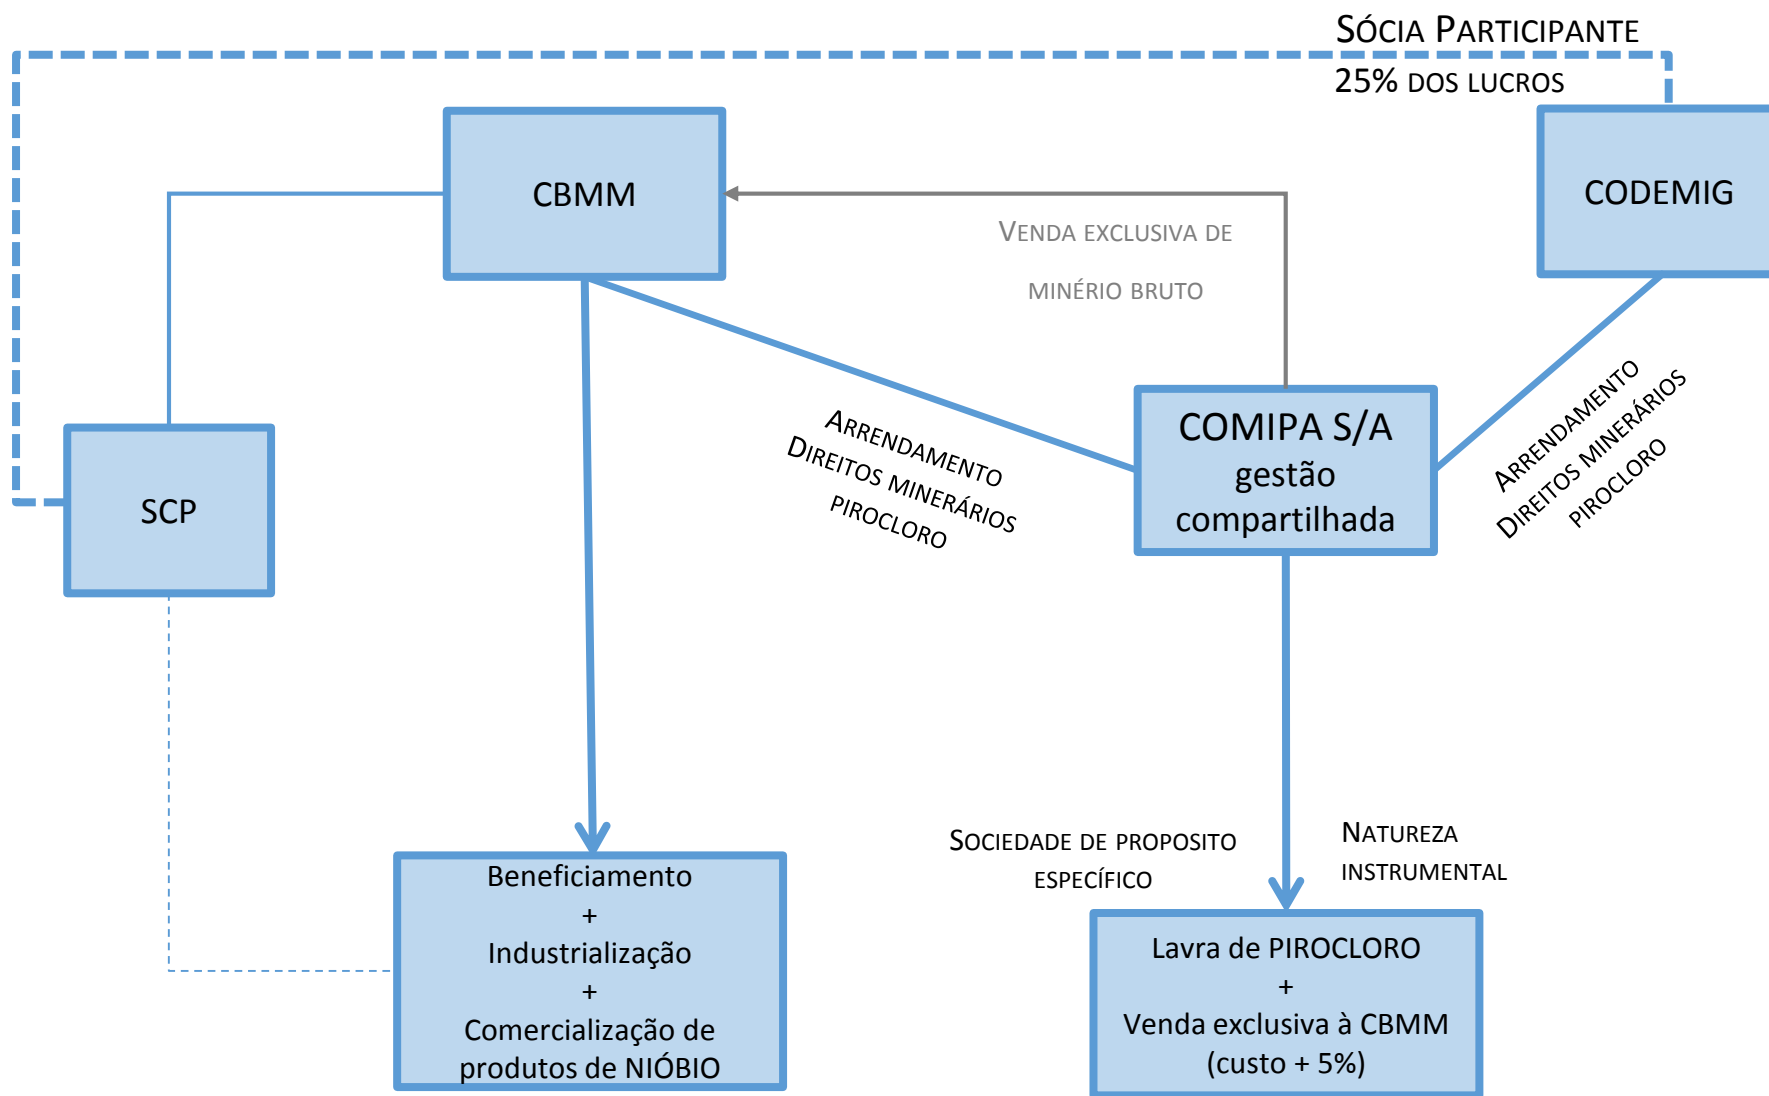 SÓCIA PARTICIPANTE
25% DOS LUCROS
CBMM
CODEMIG
VENDA EXCLUSIVA DE
MINÉRIO BRUTO
COMIPA S/A
gestão
compartilhada
ARRENDAMENTO
DIREITOS MINERÁRIOS
PIROCLORO
ARRENDAMENTO
DIREITOS MINERÁRIOS
PIROCLORO
SCP
SOCIEDADE DE PROPOSITO
ESPECÍFICO
NATUREZA
INSTRUMENTAL
Beneficiamento
+
Industrialização
+
Comercialização de
produtos de NIÓBIO
Lavra de PIROCLORO
+
Venda exclusiva à CBMM
(custo + 5%)